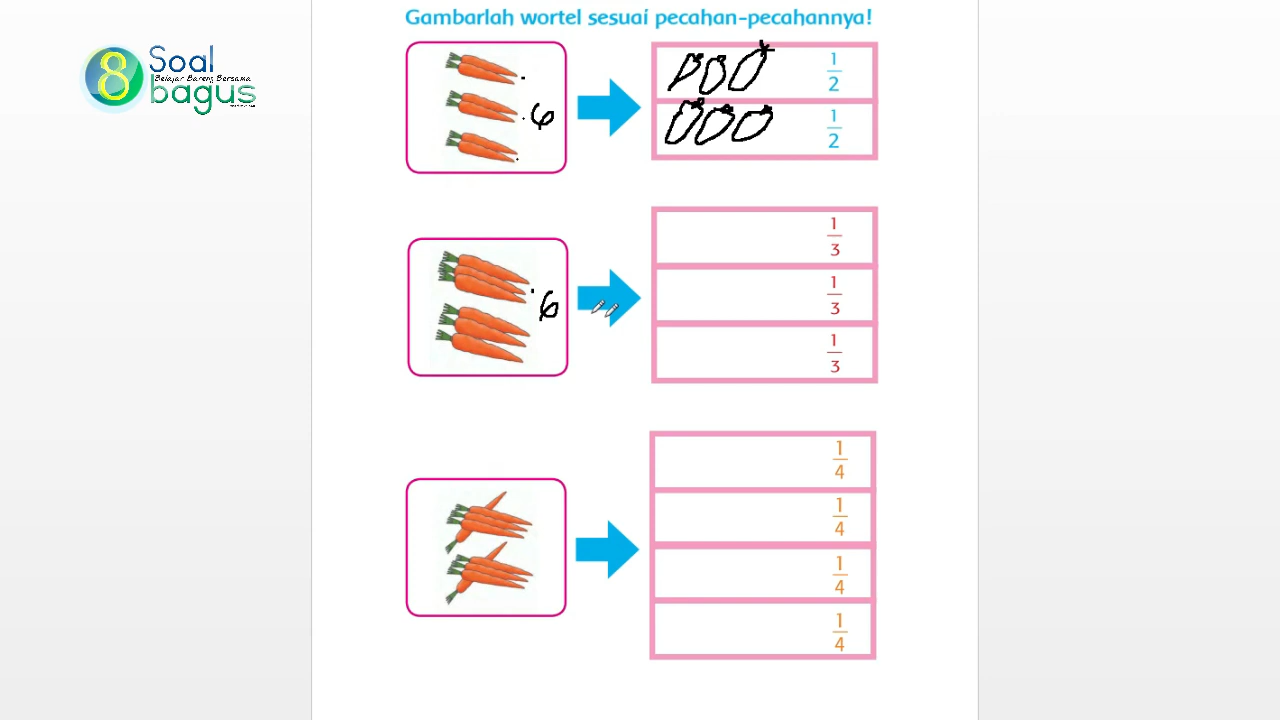 Gambarlah wortel sesuai pecahan-pecahannya!
8 Soal
Belajar Bareng Bersama
bagus
6
1/2
1/2
6
1/3
1/3
1/3
1/4
1/4
1/4
1/4